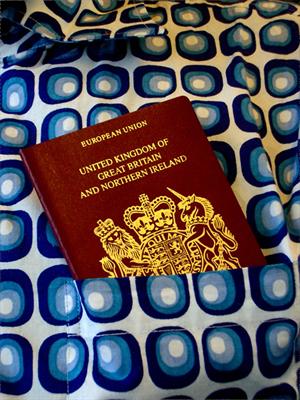 EUROPEAN UNION
UNITED KINGDOM OF
GREAT BRITAIN
AND NORTHERN IRELAND